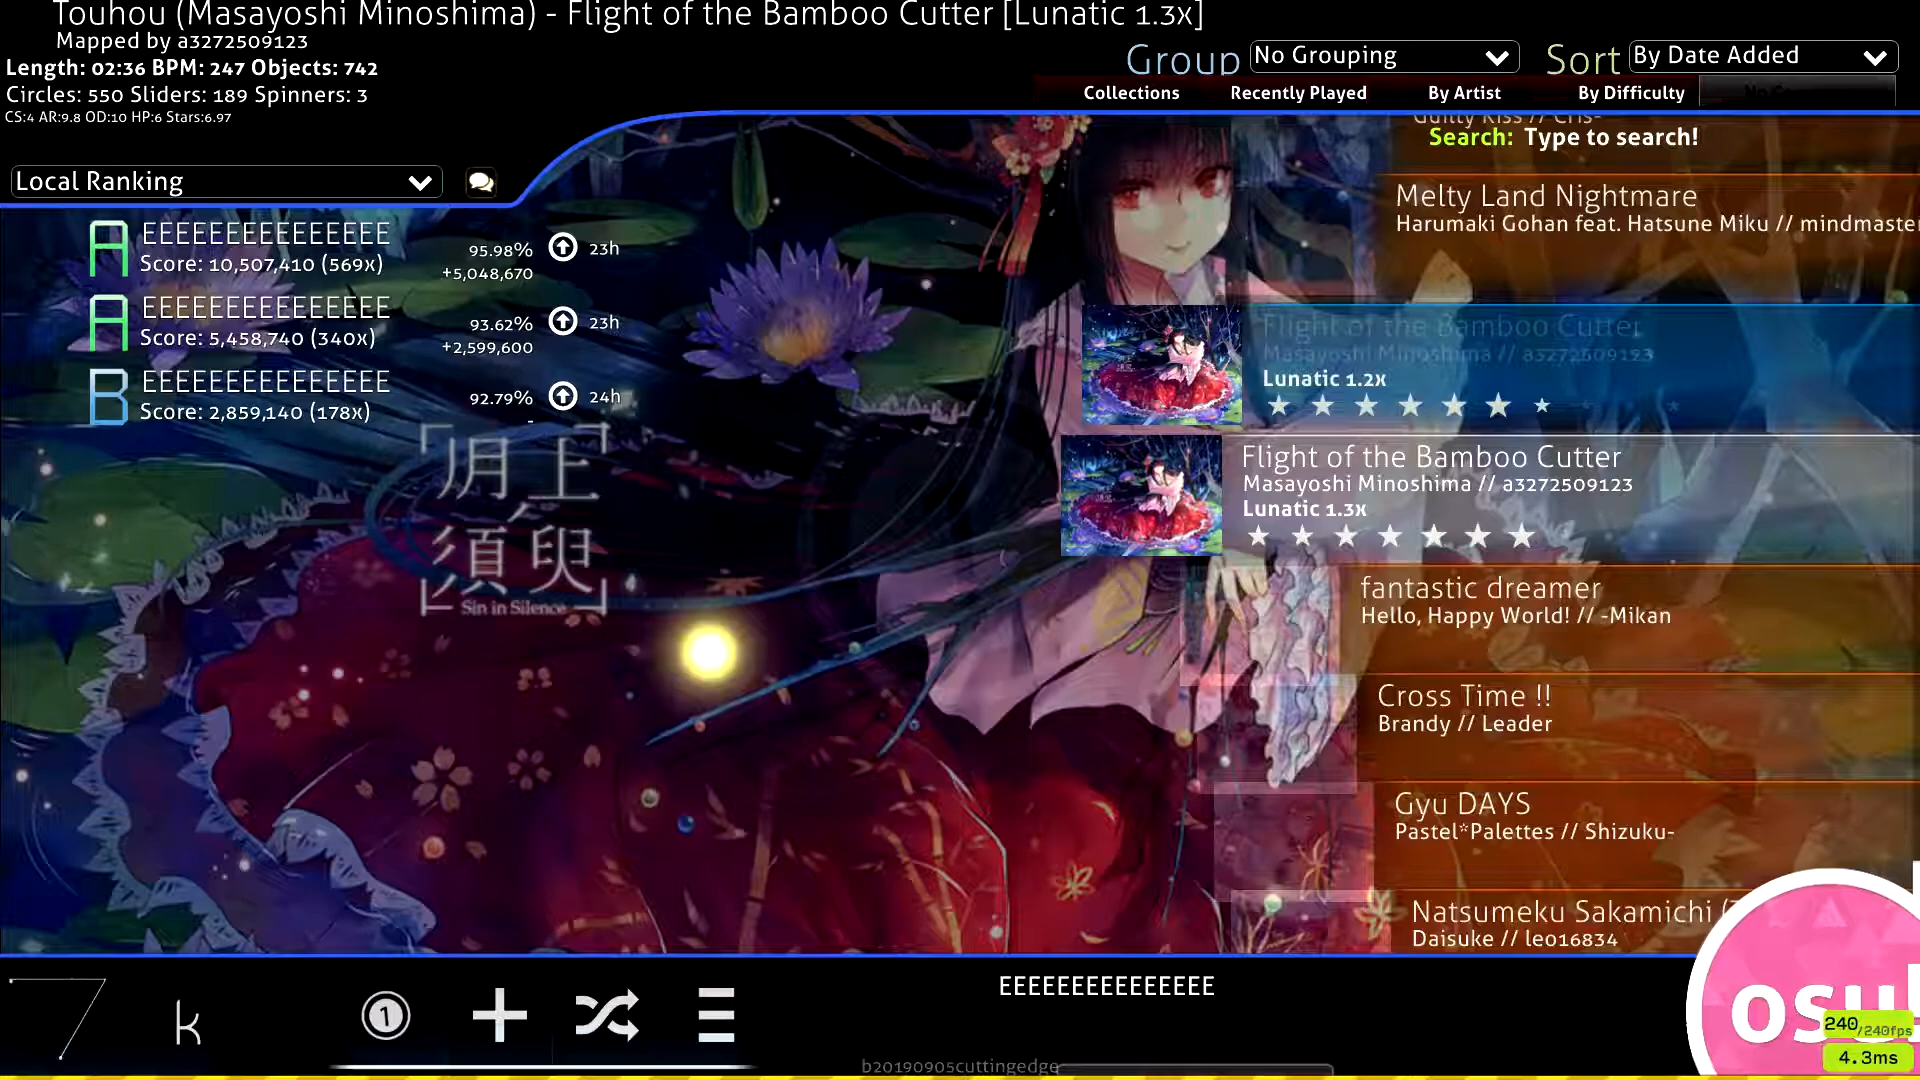 Touhou (Masayoshi Minoshima) - Flight of the Bamboo Cutter [Lunatic 1.3x]
Mapped by a3272509123
Length: 02:36 BPM: 247 Objects: 742
Circles: 550 Sliders: 189 Spinners: 3
CS:4 AR:9.8 OD:10 HP:6 Stars:6.97
Group No Grouping
Sort By Date Added
Collections Recently Played By Artist By Difficulty
Guilty Kiss // Cris-
Search: Type to search!
Local Ranking
A EEEEEEEEEEEEEEE
Score: 10,507,410 (569x)
95.98%
+5,048,670
23h
A EEEEEEEEEEEEEEE
Score: 5,458,740 (340x)
93.62%
+2,599,600
23h
B EEEEEEEEEEEEEEE
Score: 2,859,140 (178x)
92.79%
-
24h
Melty Land Nightmare
Harumaki Gohan feat. Hatsune Miku // mindmaster
Flight of the Bamboo Cutter
Masayoshi Minoshima // a3272509123
Lunatic 1.2x
Flight of the Bamboo Cutter
Masayoshi Minoshima // a3272509123
Lunatic 1.3x
fantastic dreamer
Hello, Happy World! // -Mikan
Cross Time !!
Brandy // Leader
Gyu DAYS
Pastel*Palettes // Shizuku-
Natsumeku Sakamichi
Daisuke // leo16834
Sin in Silence
7 k
1
EEEEEEEEEEEEEEE
b20190905cuttingedge
osu!
240/240fps
4.3ms